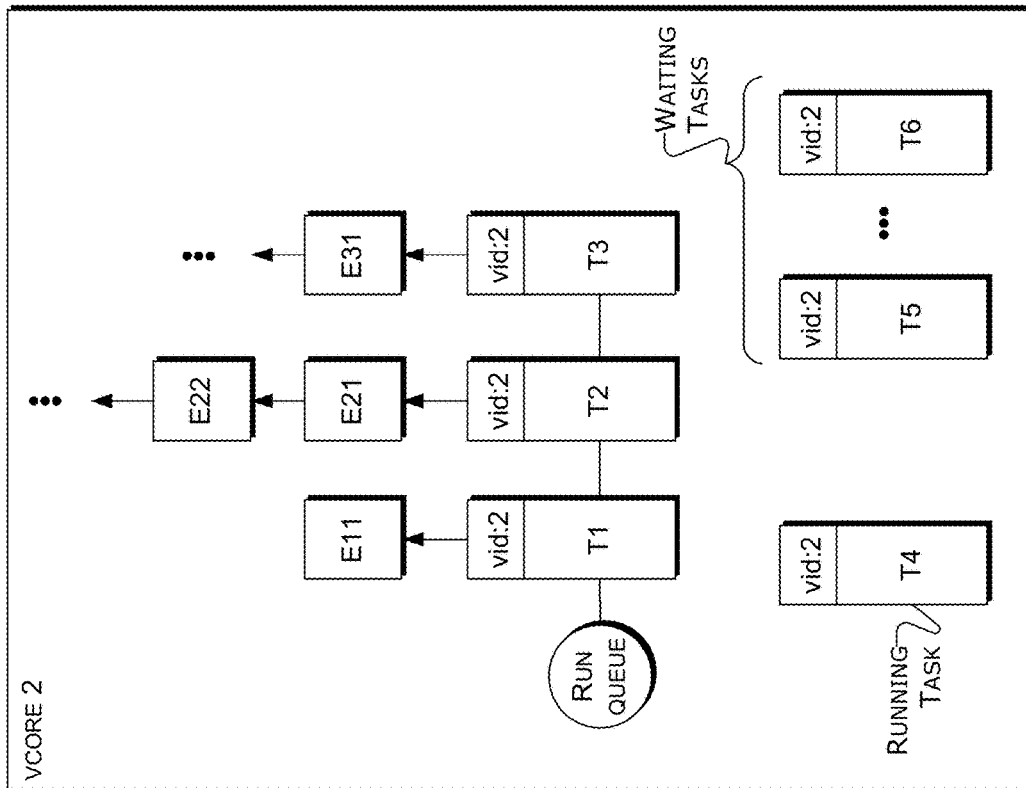 VCORE 2
E22
E11
E21
E31
vid:2
vid:2
vid:2
RUN
QUEUE
T1
T2
T3
WAITING
TASKS
vid:2
vid:2
vid:2
T4
T5
T6
RUNNING
TASK